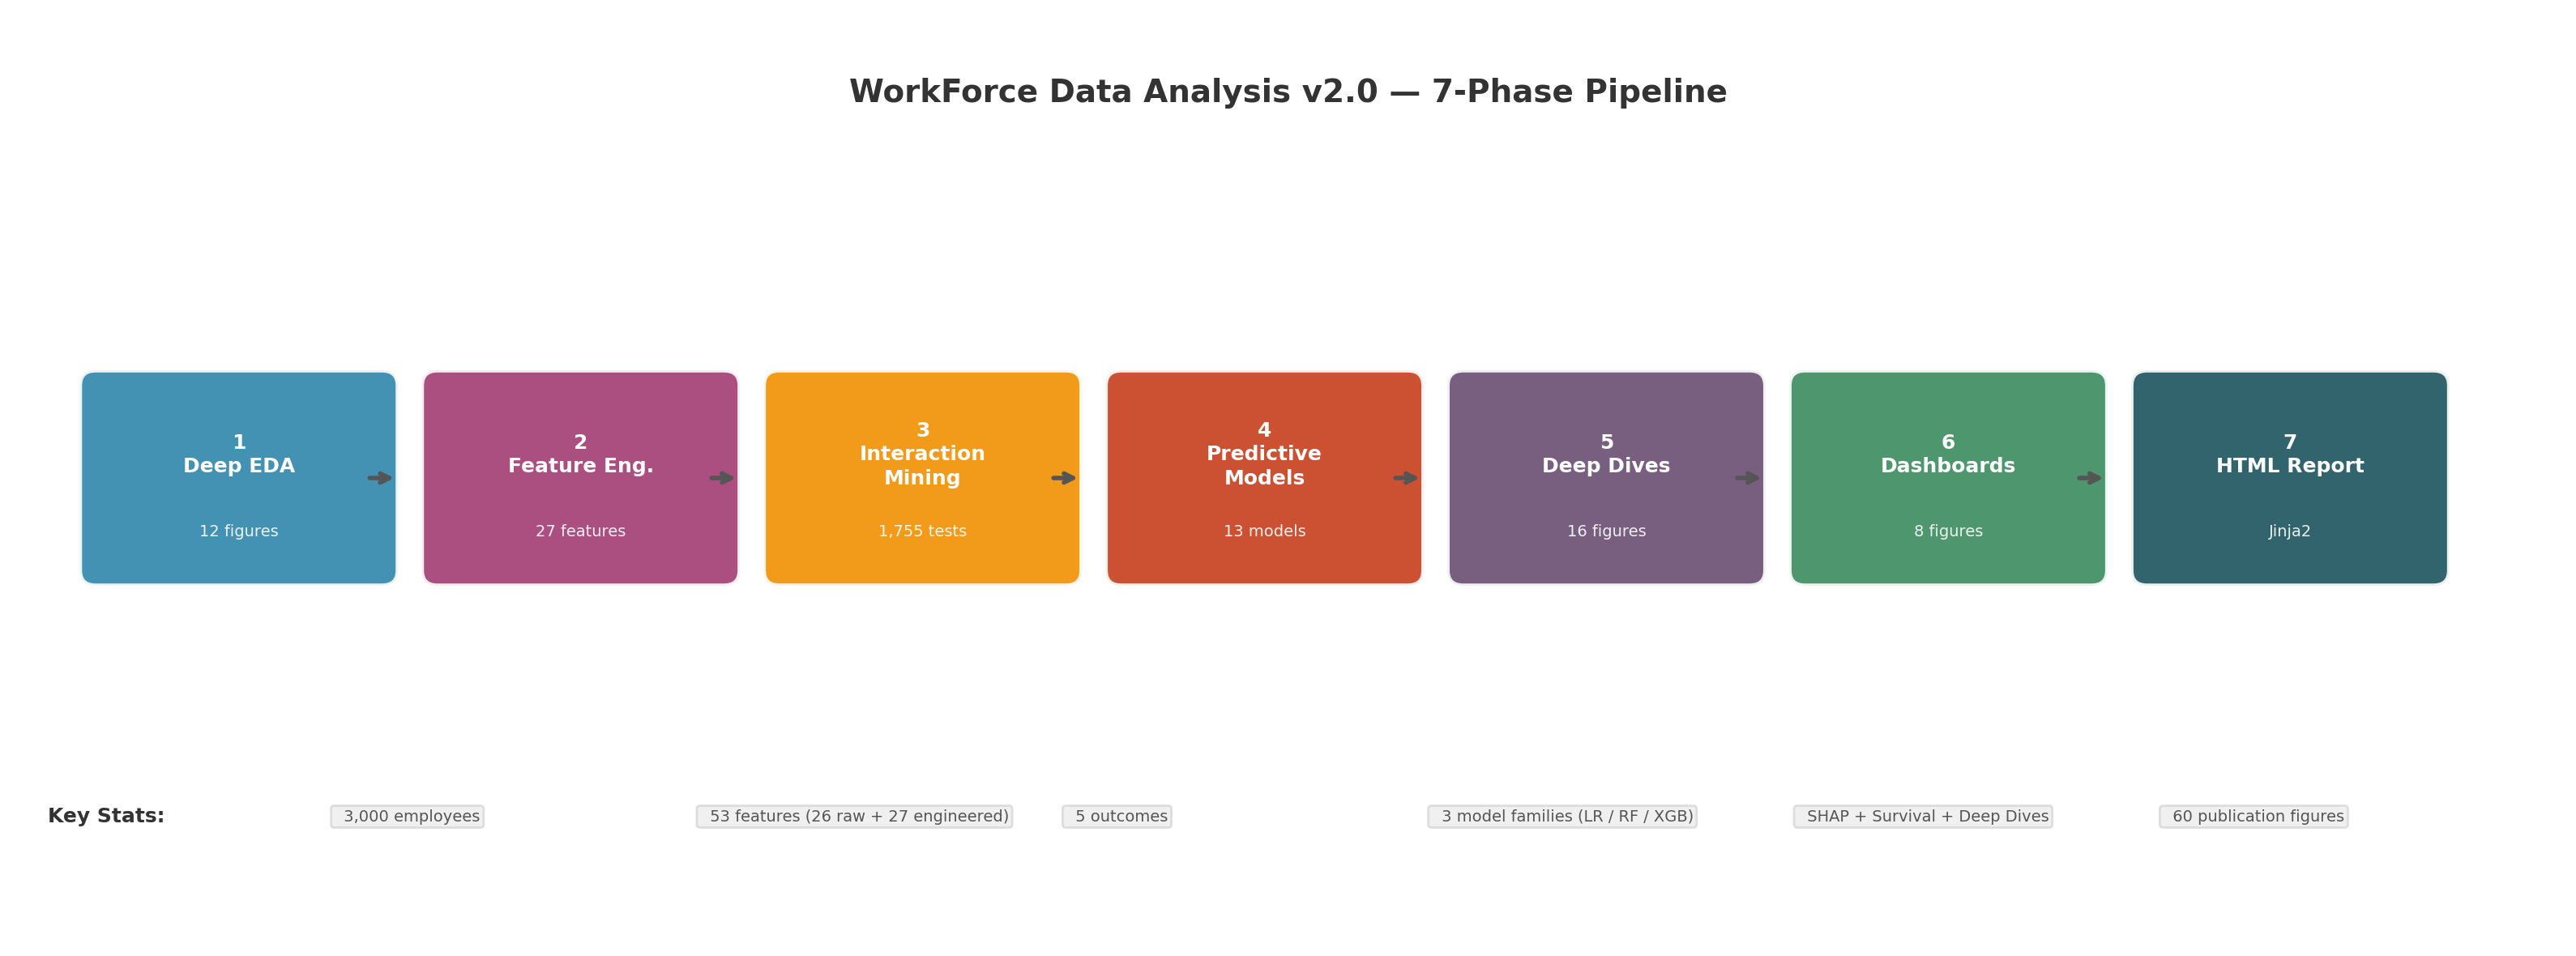 WorkForce Data Analysis v2.0 — 7-Phase Pipeline
1
Deep EDA
12 figures
2
Feature Eng.
27 features
3
Interaction
Mining
1,755 tests
4
Predictive
Models
13 models
5
Deep Dives
16 figures
6
Dashboards
8 figures
7
HTML Report
Jinja2
Key Stats:
3,000 employees
53 features (26 raw + 27 engineered)
5 outcomes
3 model families (LR / RF / XGB)
SHAP + Survival + Deep Dives
60 publication figures